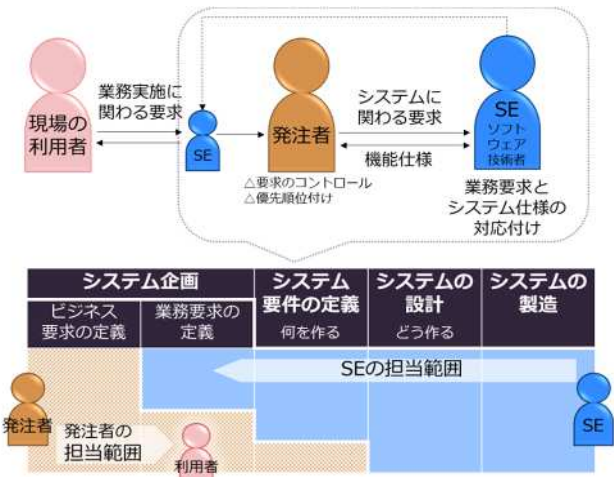 現場の
利用者
業務実施に
関わる要求
SE
発注者
△要求のコントロール
△優先順位付け
システムに
関わる要求
機能仕様
SE
ソフト
ウェア
技術者
業務要求と
システム仕様の
対応付け
システム企画
ビジネス
要求の定義
業務要求の
定義
システム
要件の定義
何を作る
システムの
設計
どう作る
システムの
製造
SEの担当範囲
発注者
発注者の
担当範囲
利用者
SE